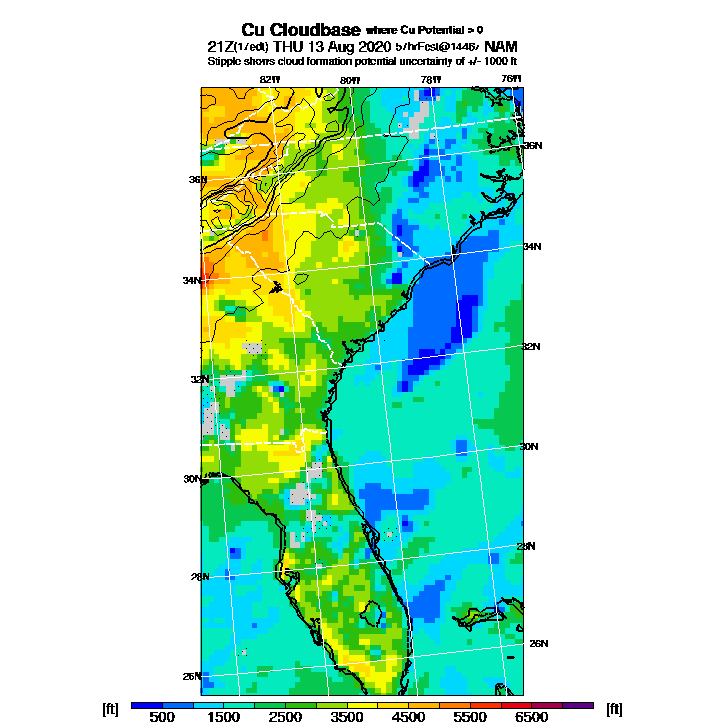 Cu Cloudbase where Cu Potential > 0
21Z(17edt) THU 13 Aug 2020 57hrFcst@1446z NAM
Stipple shows cloud formation potential uncertainty of +/- 1000 ft
82W 80W 78W 76W
36N
36N
34N
34N
32N
32N
30N
30N
28N
28N
26N
26N
[ft] 500 1500 2500 3500 4500 5500 6500 [ft]